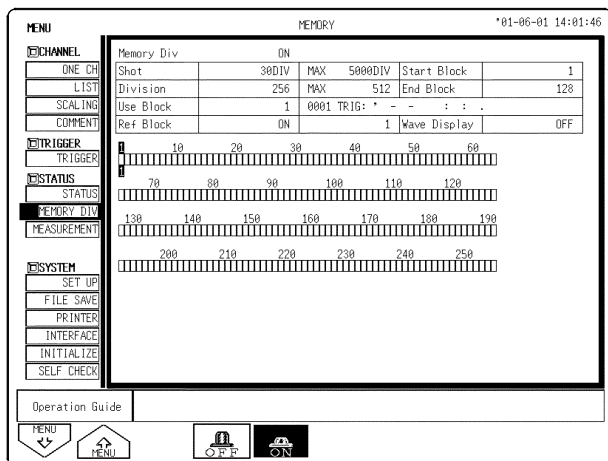 MENU MEMORY '01-06-01 14:01:46
CHANNEL
ONE CH
LIST
SCALING
COMMENT
TRIGGER
TRIGGER
STATUS
STATUS
MEMORY DIV
MEASUREMENT
SYSTEM
SET UP
FILE SAVE
PRINTER
INTERFACE
INITIALIZE
SELF CHECK
Memory Div ON
Shot 30DIV MAX 5000DIV Start Block 1
Division 256 MAX 512 End Block 128
Use Block 1 0001 TRIG: ' - - : : .
Ref Block ON 1 Wave Display OFF
1 10 20 30 40 50 60
1
70 80 90 100 110 120
130 140 150 160 170 180 190
200 210 220 230 240 250
Operation Guide
MENU
MENU
OFF
ON